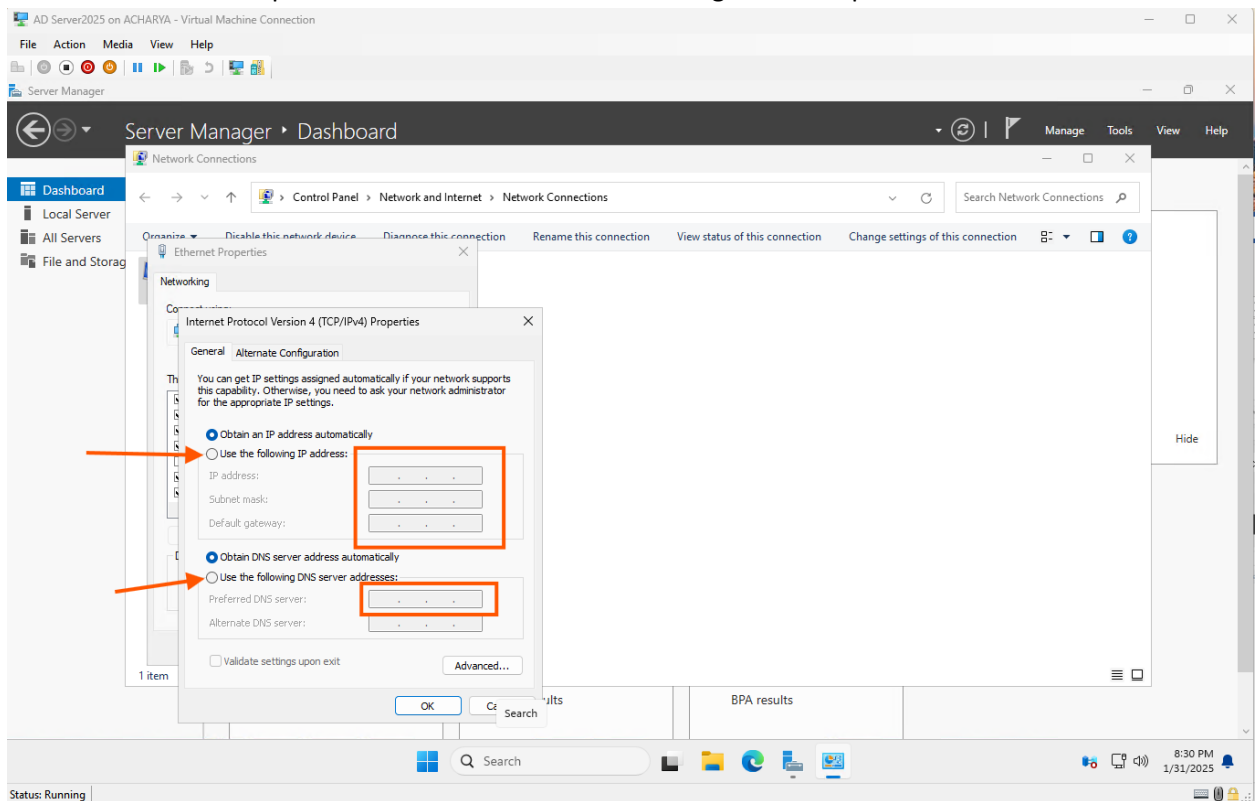 AD Server2025 on ACHARYA - Virtual Machine Connection
File Action Media View Help
Server Manager
Server Manager • Dashboard
Manage Tools View Help
Network Connections
Dashboard
Local Server
All Servers
File and Storag
Control Panel > Network and Internet > Network Connections
Search Network Connections
Organize Disable this network device Diagnose this connection Rename this connection View status of this connection Change settings of this connection
Ethernet Properties
Networking
Connect using:
Internet Protocol Version 4 (TCP/IPv4) Properties
General Alternate Configuration
Th
You can get IP settings assigned automatically if your network supports
this capability. Otherwise, you need to ask your network administrator
for the appropriate IP settings.
Obtain an IP address automatically
Use the following IP address:
IP address: . . .
Subnet mask: . . .
Default gateway: . . .
Obtain DNS server address automatically
Use the following DNS server addresses:
Preferred DNS server: . . .
Alternate DNS server: . . .
Validate settings upon exit
Advanced...
OK Ca
Search
Hide
1 item
ults
BPA results
Search
8:30 PM
1/31/2025
Status: Running